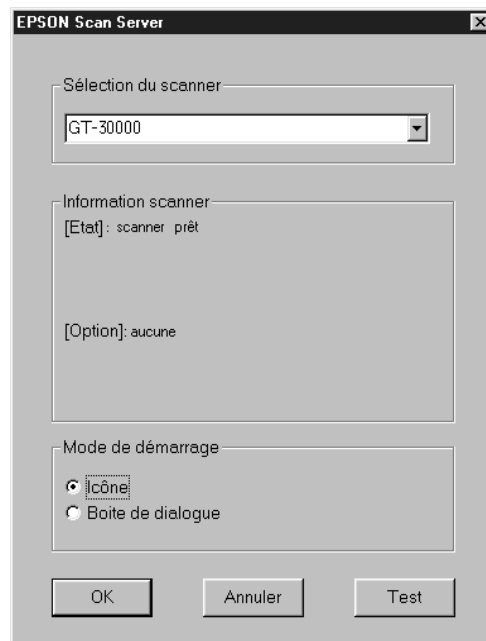 EPSON Scan Server
Sélection du scanner
GT-30000
Information scanner
[Etat] : scanner prêt
[Option]: aucune
Mode de démarrage
Icône
Boite de dialogue
OK Annuler Test